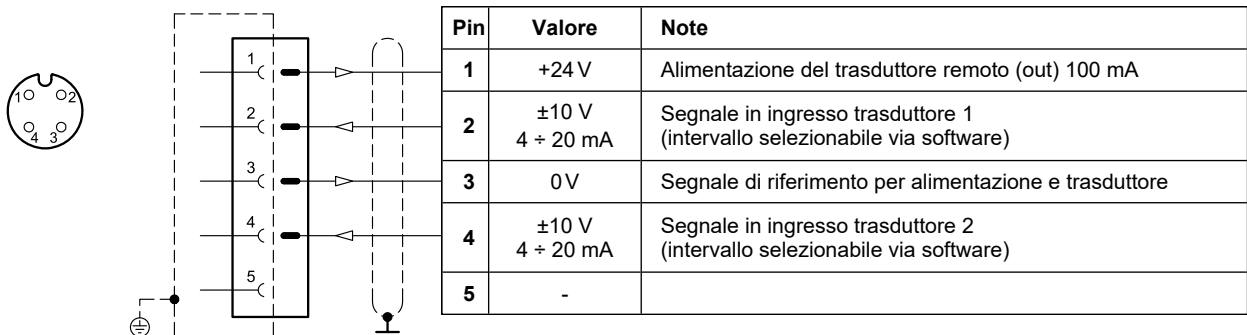 1 2
4 3
1
2
3
4
5
Pin Valore Note
1 +24 V Alimentazione del trasduttore remoto (out) 100 mA
2 ±10 V Segnale in ingresso trasduttore 1
4 ÷ 20 mA (intervallo selezionabile via software)
3 0 V Segnale di riferimento per alimentazione e trasduttore
4 ±10 V Segnale in ingresso trasduttore 2
4 ÷ 20 mA (intervallo selezionabile via software)
5 -